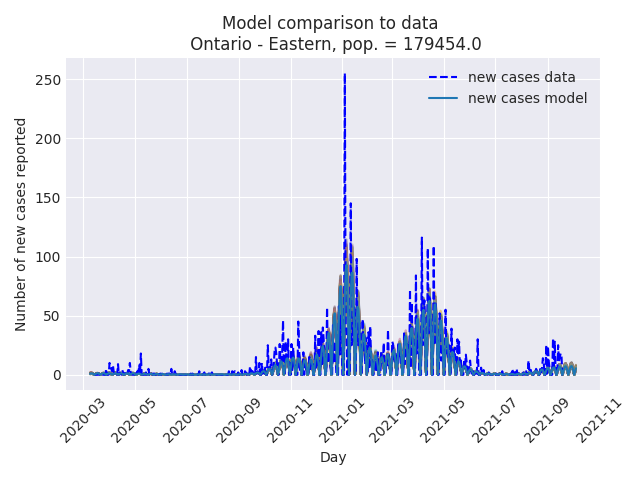 Model comparison to data
Ontario - Eastern, pop. = 179454.0
new cases data
new cases model
Number of new cases reported
250
200
150
100
50
0
2020-03
2020-05
2020-07
2020-09
2020-11
2021-01
2021-03
2021-05
2021-07
2021-09
2021-11
Day